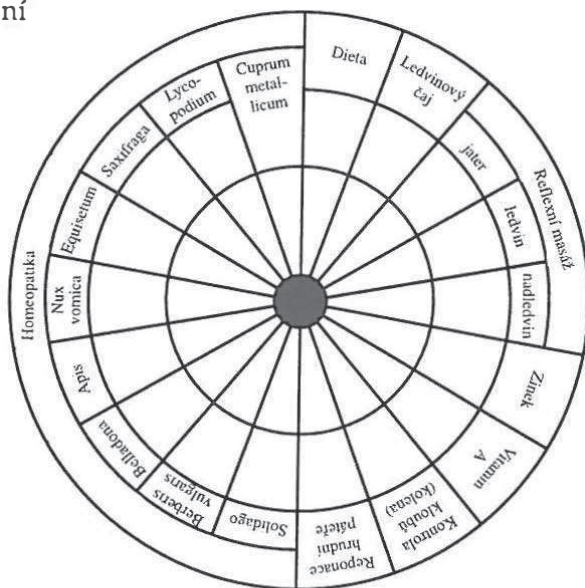 ní
Dieta
Ledvinový
čaj
Reflexní masáž
jater
ledvin
nadledvin
Zinek
Vitamin
A
Kontrola
kloubů
(kolena)
Reponace
hrudní
páteře
Homeopatika
Solidago
Berberis
vulgaris
Belladona
Apis
Nux
vomica
Equisetum
Saxifraga
Lyco-
podium
Cuprum
metal-
licum